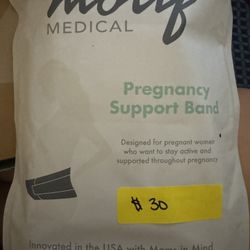 motif
MEDICAL
Pregnancy
Support Band
Designed for pregnant women
who want to stay active and
supported throughout pregnancy
$30
Innovated in the USA with Moms in Mind